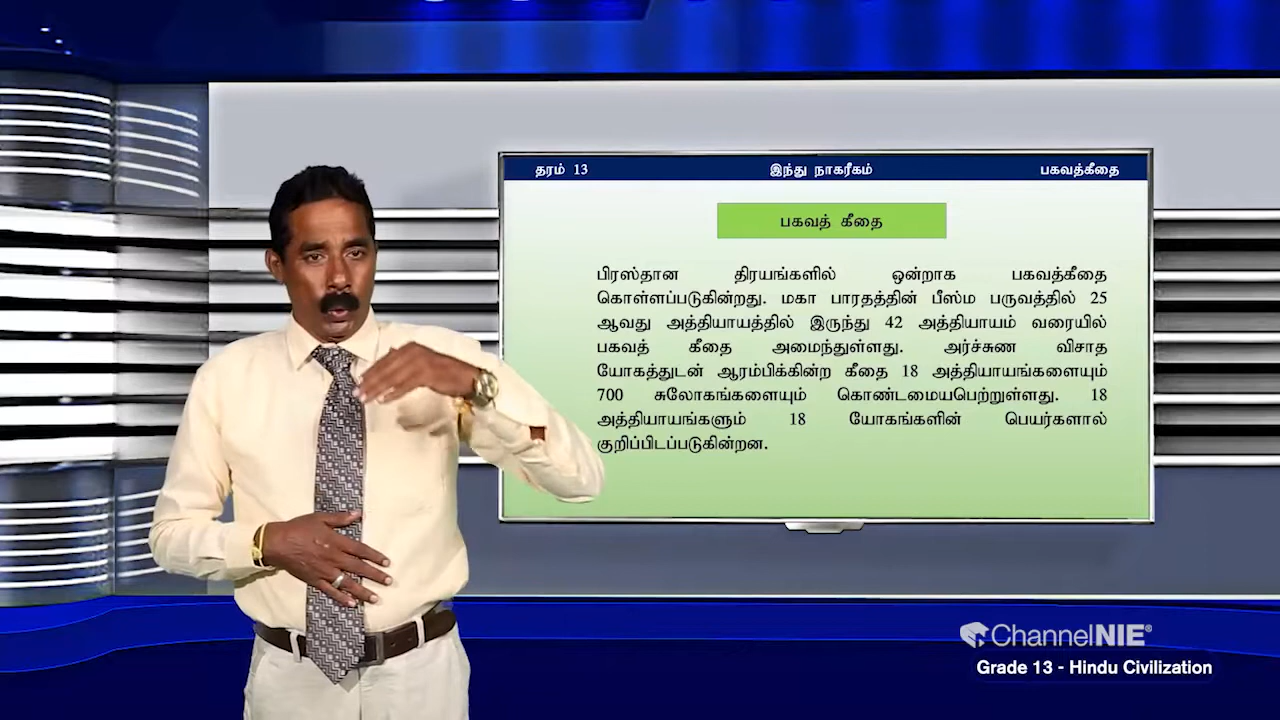 தரம் 13 இந்து நாகரீகம் பகவத்கீதை
பகவத் கீதை
பிரஸ்தான திரயங்களில் ஒன்றாக பகவத்கீதை
கொள்ளப்படுகின்றது. மகா பாரதத்தின் பீஸ்ம பருவத்தில் 25
ஆவது அத்தியாயத்தில் இருந்து 42 அத்தியாயம் வரையில்
பகவத் கீதை அமைந்துள்ளது. அர்ச்சுண விசாத
யோகத்துடன் ஆரம்பிக்கின்ற கீதை 18 அத்தியாயங்களையும்
700 சுலோகங்களையும் கொண்டமையபெற்றுள்ளது. 18
அத்தியாயங்களும் 18 யோகங்களின் பெயர்களால்
குறிப்பிடப்படுகின்றன.
ChannelNIE®
Grade 13 - Hindu Civilization